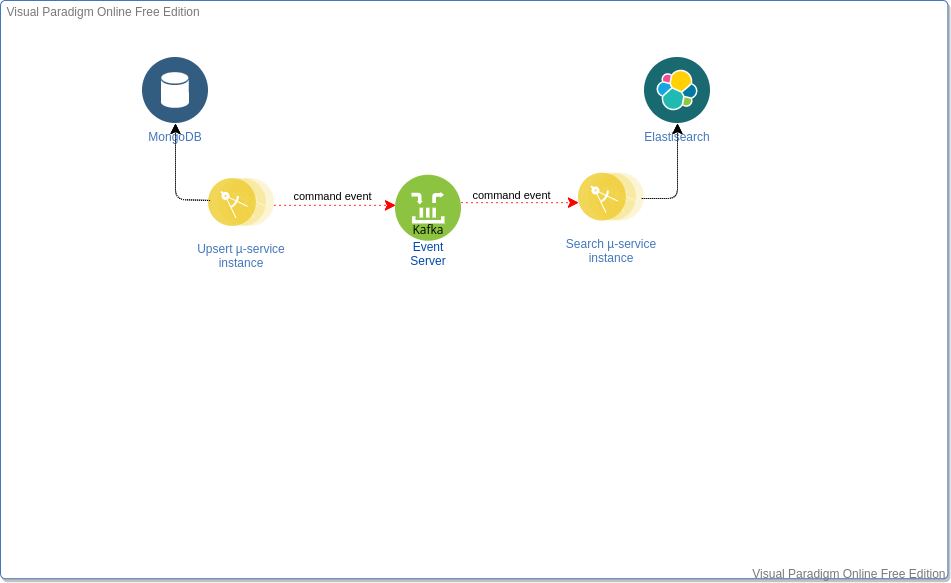 Visual Paradigm Online Free Edition
MongoDB
Elastisearch
command event
command event
Kafka
Event
Server
Upsert µ-service
instance
Search µ-service
instance
Visual Paradigm Online Free Edition